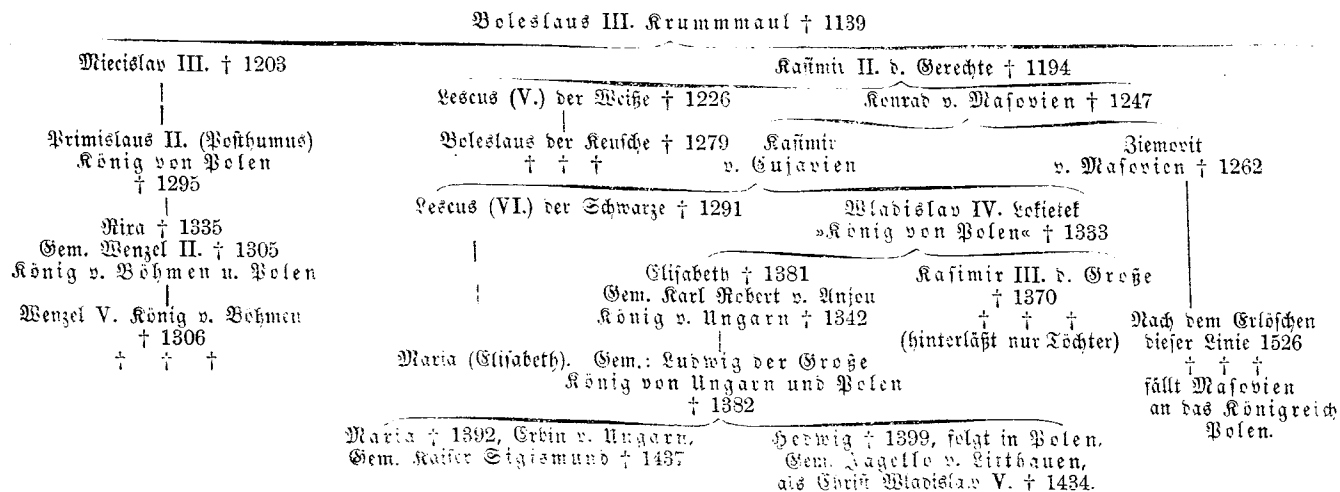 Boleslaus III. Krummmaul † 1139
Miecislav III. † 1203
Kasimir II. d. Gerechte † 1194
Lescus (V.) der Weiße † 1226
Konrad v. Masovien † 1247
Primislaus II. (Posthumus)
König von Polen
† 1295
Boleslaus der Keusche † 1279
† † †
Kasimir
v. Cujavien
Ziemovit
v. Masovien † 1262
Rixa † 1335
Gem. Wenzel II. † 1305
König v. Böhmen u. Polen
Lescus (VI.) der Schwarze † 1291
Wladislav IV. Lokietek
»König von Polen« † 1333
Elisabeth † 1381
Gem. Karl Robert v. Anjou
König v. Ungarn † 1342
Kasimir III. d. Große
† 1370
† † †
(hinterläßt nur Töchter)
Wenzel V. König v. Böhmen
† 1306
† † †
Nach dem Erlöschen
dieser Linie 1526
† † †
fällt Masovien
an das Königreich
Polen.
Maria (Elisabeth). Gem.: Ludwig der Große
König von Ungarn und Polen
† 1382
Maria † 1392, Erbin v. Ungarn,
Gem. Kaiser Sigismund † 1437
Hedwig † 1399, folgt in Polen,
Gem. Jagello v. Litthauen,
als Christ Wladislav V. † 1434.